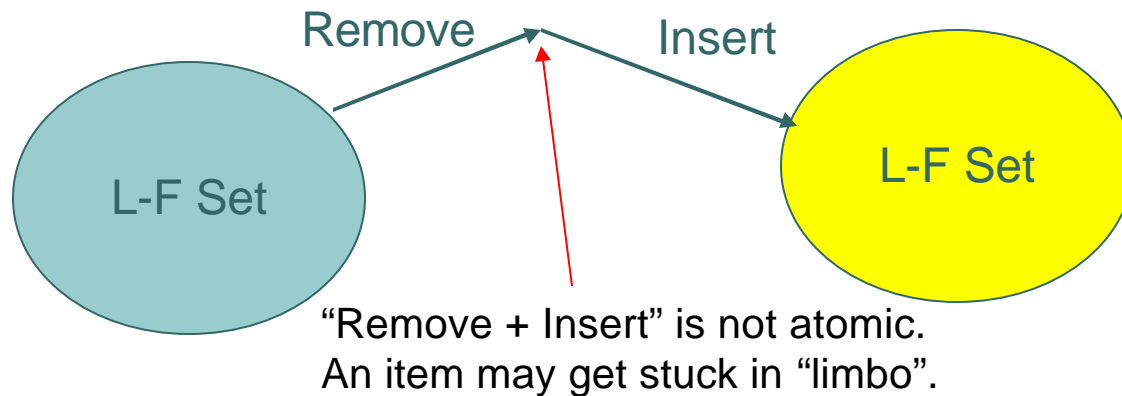 Remove
Insert
L-F Set
L-F Set
“Remove + Insert” is not atomic.
An item may get stuck in “limbo”.